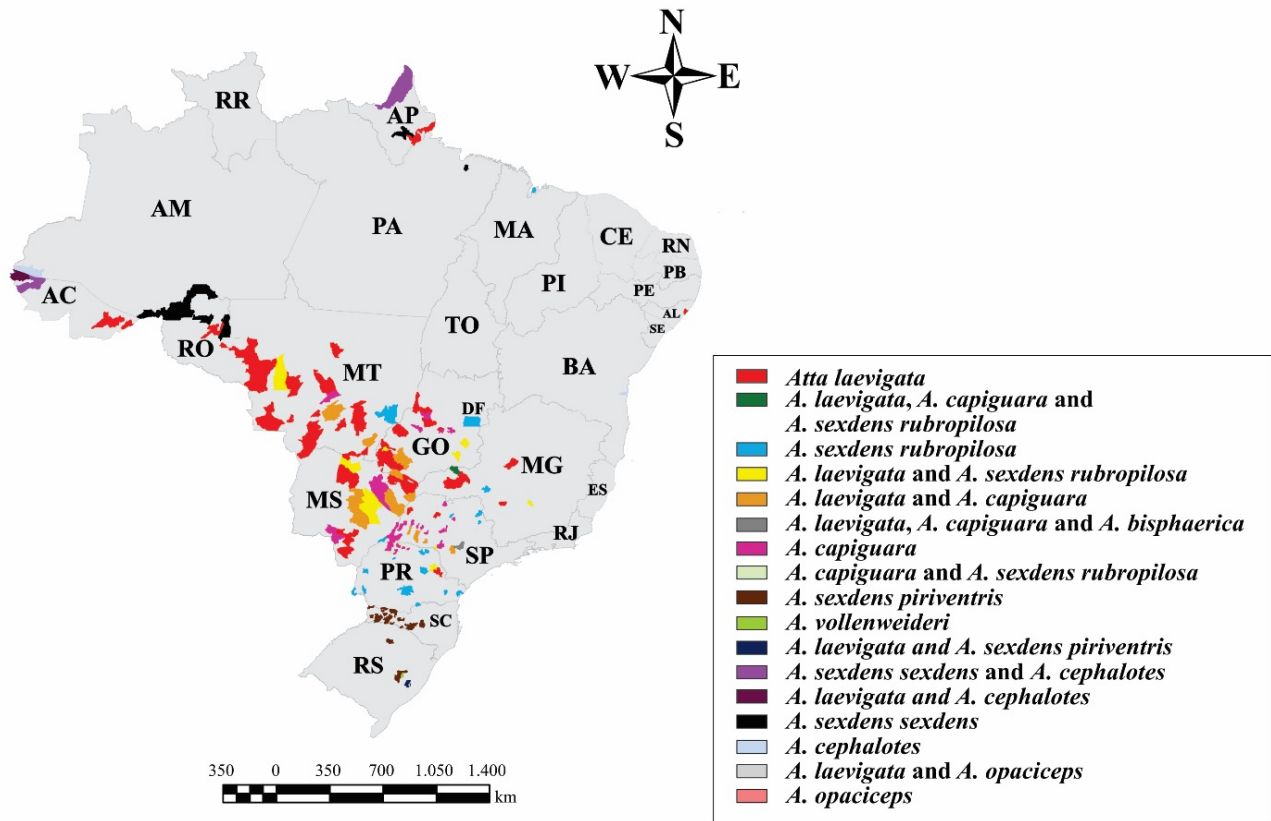 N
W E
S
RR
AP
AM
PA
MA
CE
RN
PB
PI
PE
AL
SE
AC
TO
RO
BA
MT
DF
GO
MG
MS
ES
RJ
SP
PR
SC
RS
350 0 350 700 1.050 1.400
km
Atta laevigata
A. laevigata, A. capiguara and
A. sexdens rubropilosa
A. sexdens rubropilosa
A. laevigata and A. sexdens rubropilosa
A. laevigata and A. capiguara
A. laevigata, A. capiguara and A. bisphaerica
A. capiguara
A. capiguara and A. sexdens rubropilosa
A. sexdens piriventris
A. vollenweideri
A. laevigata and A. sexdens piriventris
A. sexdens sexdens and A. cephalotes
A. laevigata and A. cephalotes
A. sexdens sexdens
A. cephalotes
A. laevigata and A. opaciceps
A. opaciceps